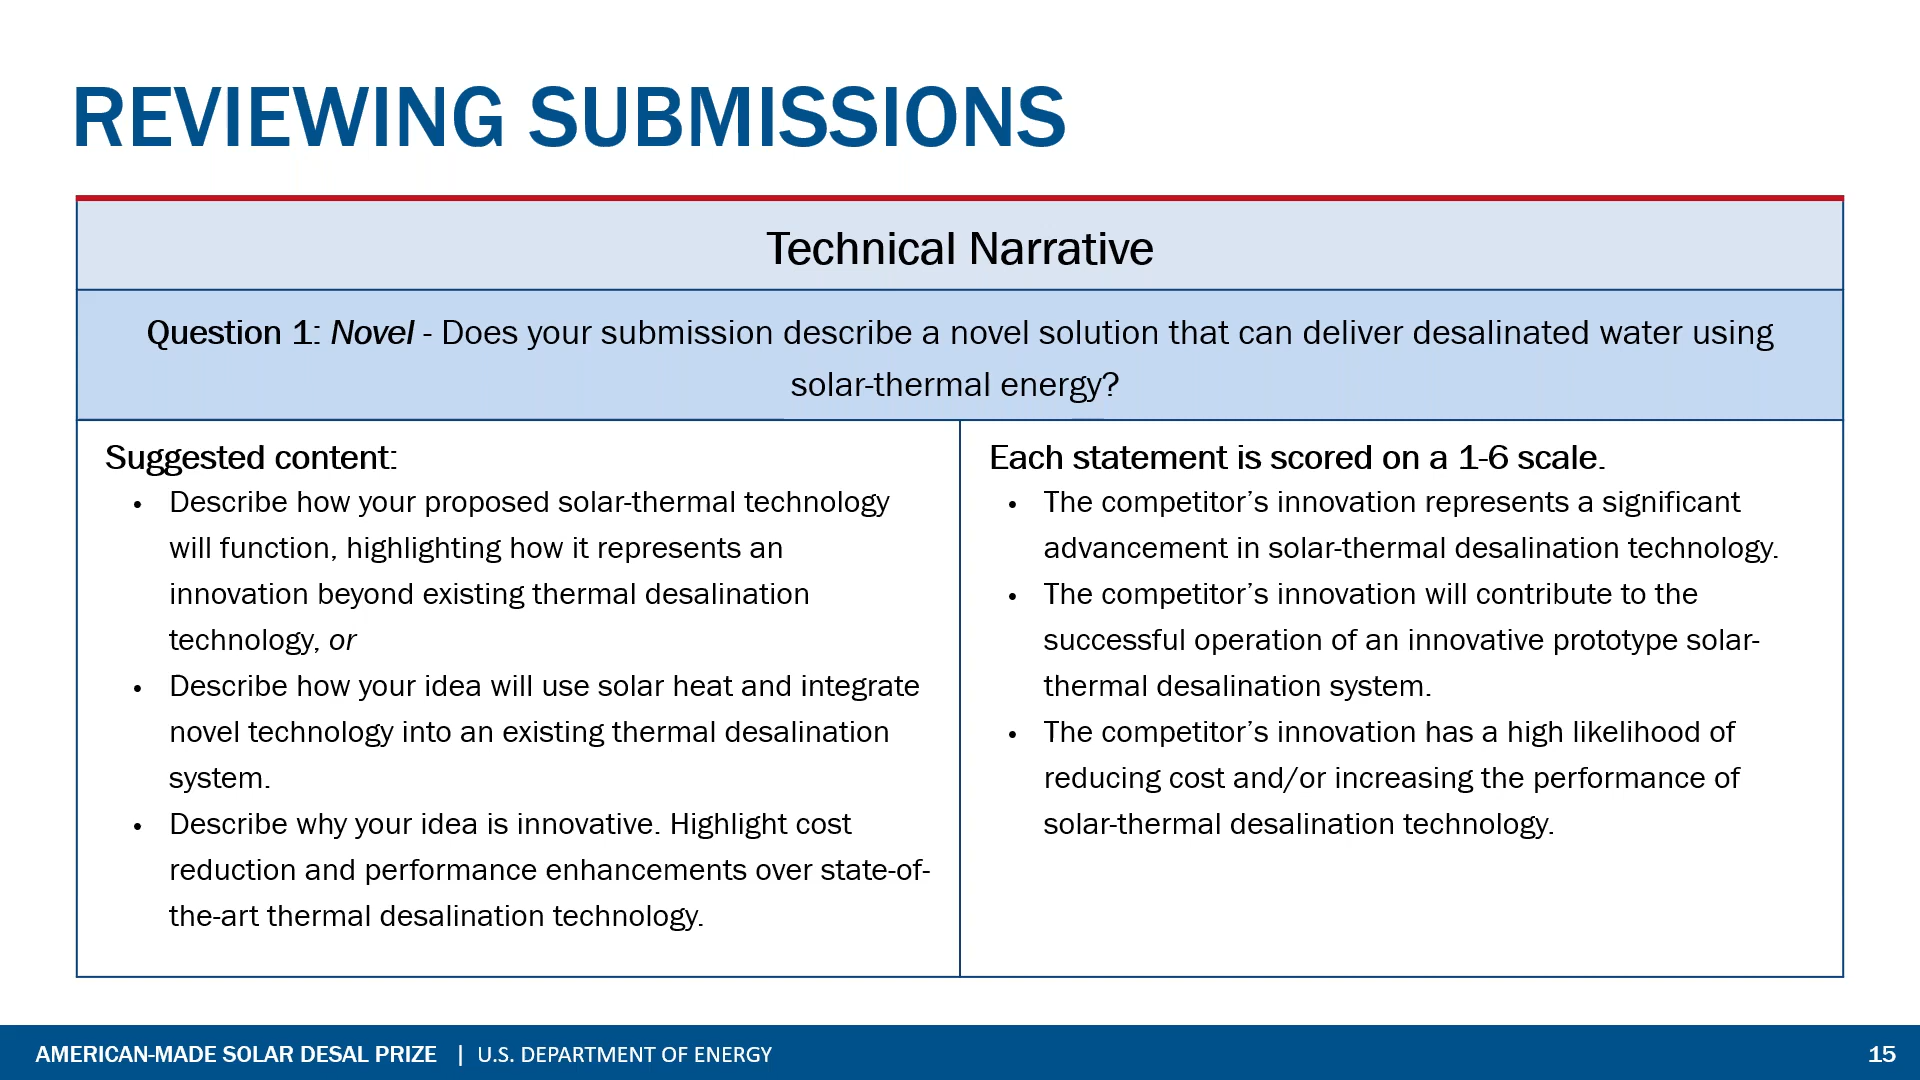 REVIEWING SUBMISSIONS
Technical Narrative
Question 1: Novel - Does your submission describe a novel solution that can deliver desalinated water using
solar-thermal energy?
Suggested content:
• Describe how your proposed solar-thermal technology
will function, highlighting how it represents an
innovation beyond existing thermal desalination
technology, or
• Describe how your idea will use solar heat and integrate
novel technology into an existing thermal desalination
system.
• Describe why your idea is innovative. Highlight cost
reduction and performance enhancements over state-of-
the-art thermal desalination technology.
Each statement is scored on a 1-6 scale.
• The competitor’s innovation represents a significant
advancement in solar-thermal desalination technology.
• The competitor’s innovation will contribute to the
successful operation of an innovative prototype solar-
thermal desalination system.
• The competitor’s innovation has a high likelihood of
reducing cost and/or increasing the performance of
solar-thermal desalination technology.
AMERICAN-MADE SOLAR DESAL PRIZE | U.S. DEPARTMENT OF ENERGY
15